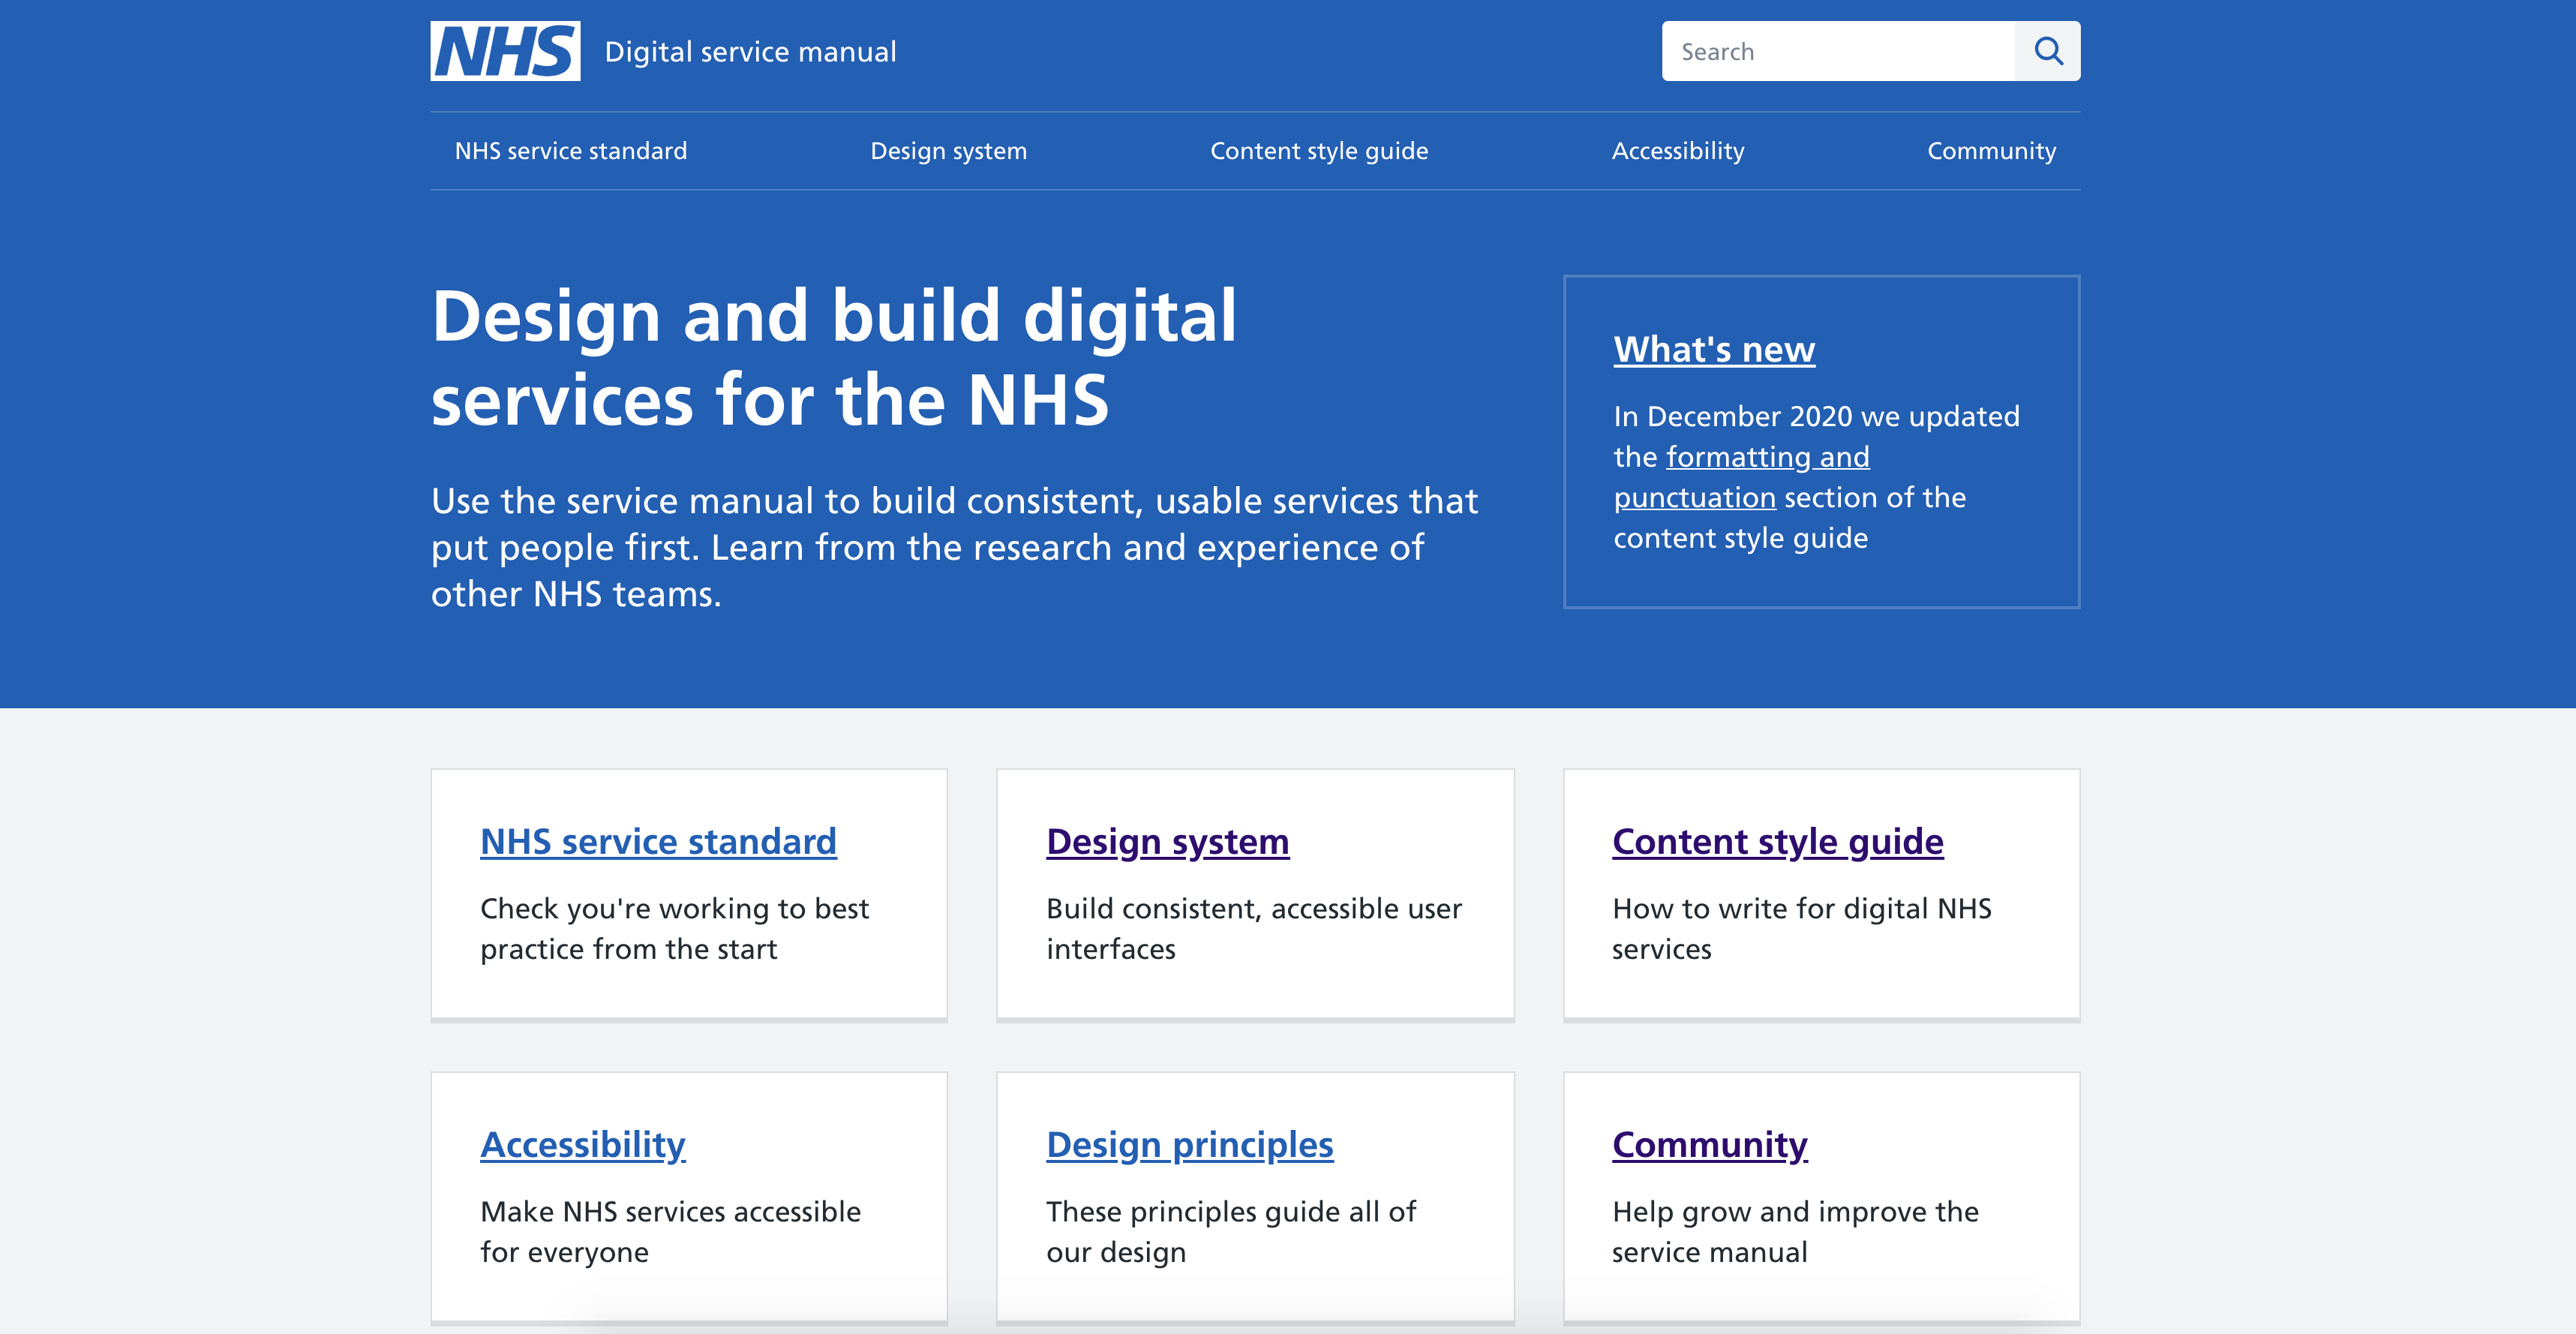 NHS Digital service manual
Search
NHS service standard
Design system
Content style guide
Accessibility
Community
Design and build digital
services for the NHS
Use the service manual to build consistent, usable services that
put people first. Learn from the research and experience of
other NHS teams.
What's new
In December 2020 we updated
the formatting and
punctuation section of the
content style guide
NHS service standard
Check you're working to best
practice from the start
Design system
Build consistent, accessible user
interfaces
Content style guide
How to write for digital NHS
services
Accessibility
Make NHS services accessible
for everyone
Design principles
These principles guide all of
our design
Community
Help grow and improve the
service manual